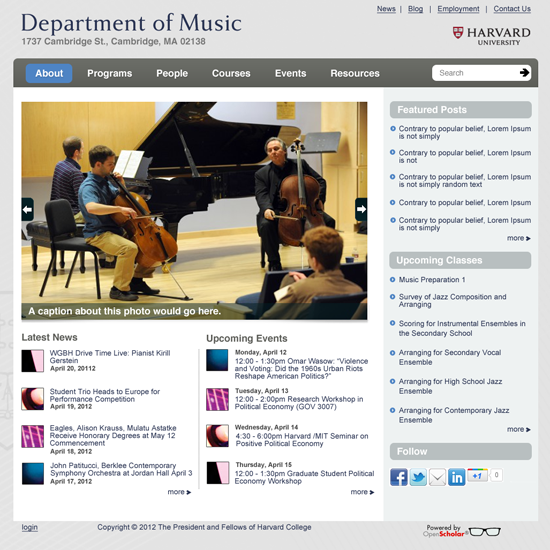 News | Blog | Employment | Contact Us
Department of Music
1737 Cambridge St., Cambridge, MA 02138
HARVARD
UNIVERSITY
About Programs People Courses Events Resources Search
A caption about this photo would go here.
Latest News
WGBH Drive Time Live: Pianist Kirill
Gerstein
April 20, 20112
Student Trio Heads to Europe for
Performance Competition
April 19, 2012
Eagles, Alison Krauss, Mulatu Astatke
Receive Honorary Degrees at May 12
Commencement
April 18, 2012
John Patitucci, Berklee Contemporary
Symphony Orchestra at Jordan Hall April 3
April 17, 2012
more
Upcoming Events
Monday, April 12
12:00 - 1:30pm Omar Wasow: “Violence
and Voting: Did the 1960s Urban Riots
Reshape American Politics?”
Tuesday, April 13
12:00 - 2:00pm Research Workshop in
Political Economy (GOV 3007)
Wednesday, April 14
4:30 - 6:00pm Harvard /MIT Seminar on
Positive Political Economy
Thursday, April 15
12:00 - 1:30pm Graduate Student Political
Economy Workshop
more
Featured Posts
Contrary to popular belief, Lorem Ipsum
is not simply
Contrary to popular belief, Lorem Ipsum
is not
Contrary to popular belief, Lorem Ipsum
is not simply random text
Contrary to popular belief, Lorem Ipsum
Contrary to popular belief, Lorem Ipsum
is not simply
more
Upcoming Classes
Music Preparation 1
Survey of Jazz Composition and
Arranging
Scoring for Instrumental Ensembles in
the Secondary School
Arranging for Secondary Vocal
Ensemble
Arranging for High School Jazz
Ensemble
Arranging for Contemporary Jazz
Ensemble
more
Follow
f in +1 0
login
Copyright © 2012 The President and Fellows of Harvard College
Powered by
OpenScholar®